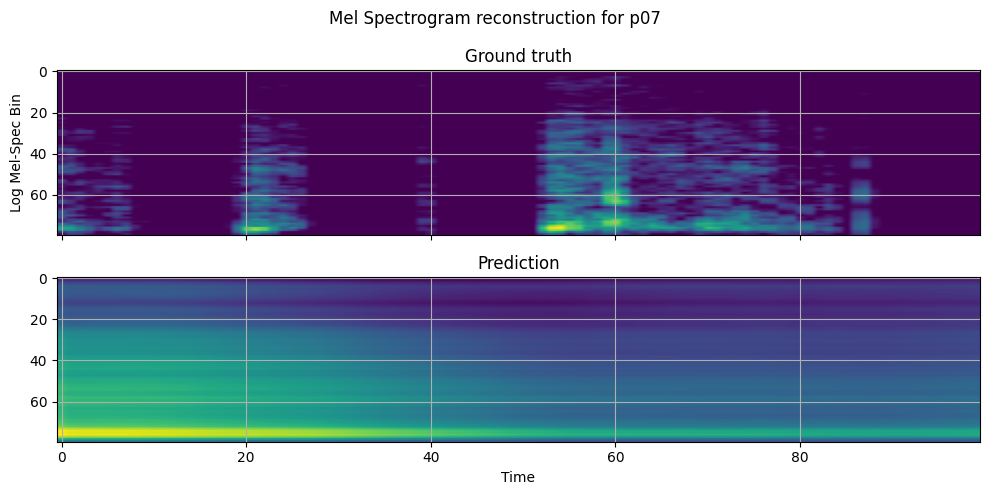 Mel Spectrogram reconstruction for p07
Ground truth
Log Mel-Spec Bin
0
20
40
60
Prediction
0
20
40
60
0 20 40 60 80
Time